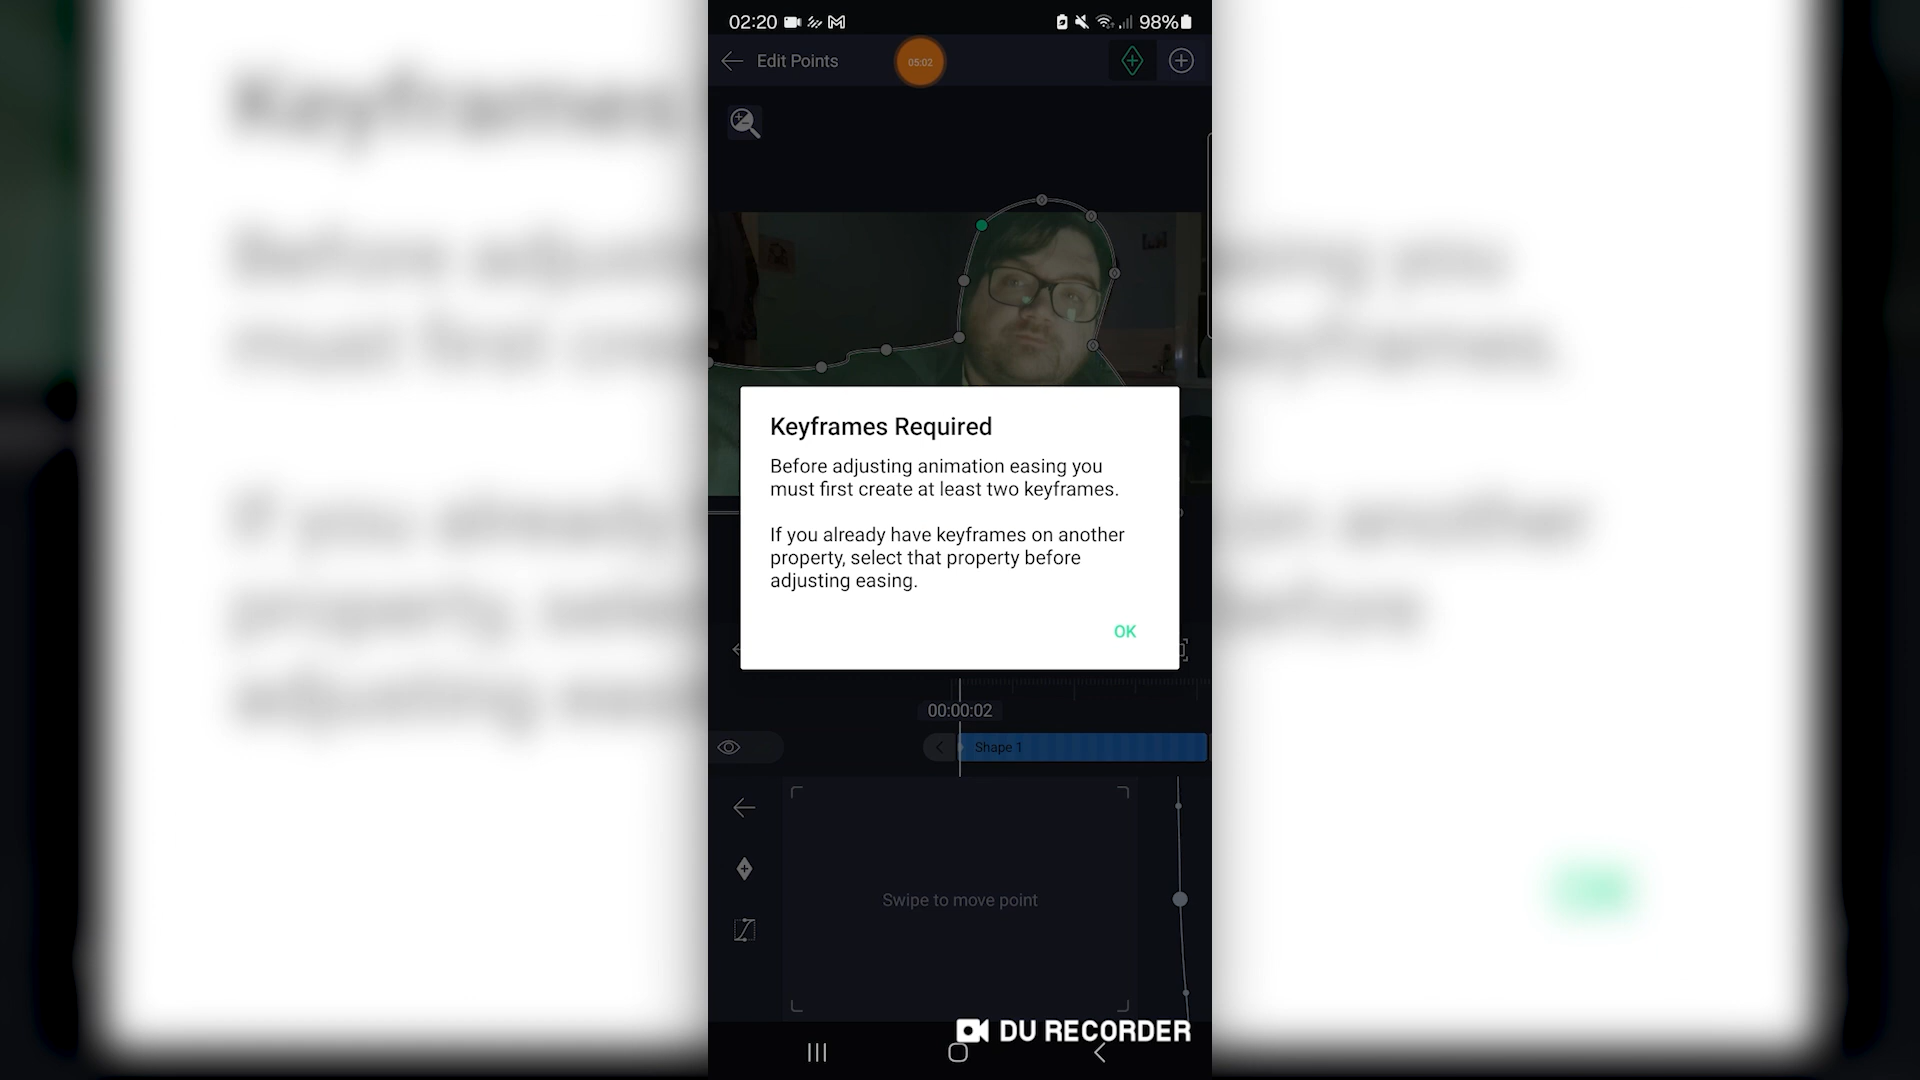 02:20
98%
Edit Points
05:02
Keyframes Required
Before adjusting animation easing you
must first create at least two keyframes.
If you already have keyframes on another
property, select that property before
adjusting easing.
OK
00:00:02
Shape 1
Swipe to move point
DU RECORDER